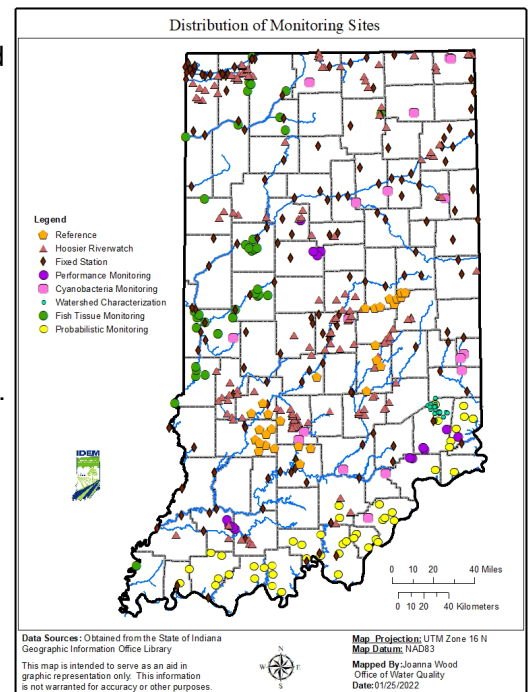 Distribution of Monitoring Sites
Legend
Reference
Hoosier Riverwatch
Fixed Station
Performance Monitoring
Cyanobacteria Monitoring
Watershed Characterization
Fish Tissue Monitoring
Probabilistic Monitoring
IDEM
0 20 40 Miles
0 10 20 40 Kilometers
Data Sources: Obtained from the State of Indiana
Geographic Information Office Library
This map is intended to serve as an aid in
graphic representation only. This information
is not warranted for accuracy or other purposes.
N
W E
S
Map Projection: UTM Zone 16 N
Map Datum: NAD83
Mapped By:Joanna Wood
Office of Water Quality
Date:01/25/2022